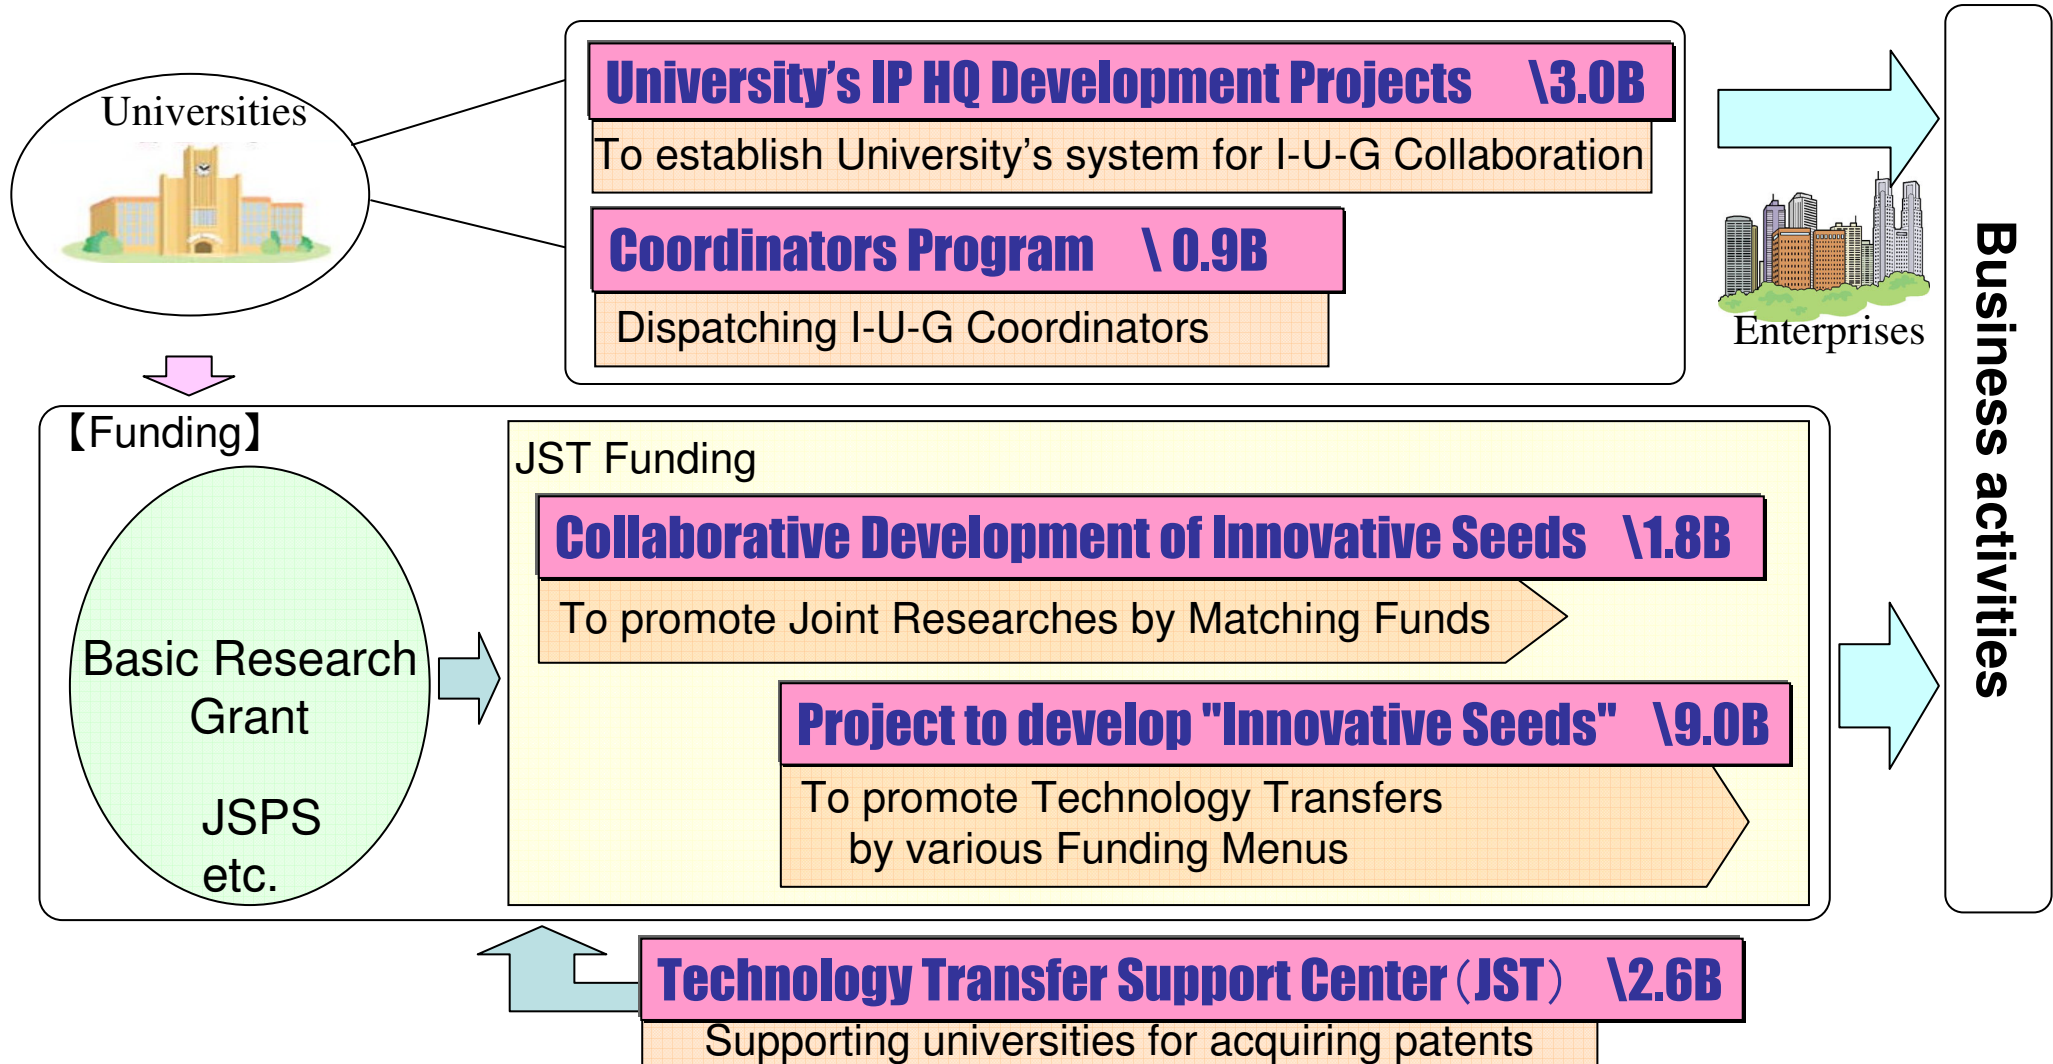 Universities
University’s IP HQ Development Projects \3.0B
To establish University’s system for I-U-G Collaboration
Coordinators Program \ 0.9B
Dispatching I-U-G Coordinators
Enterprises
Business activities
【Funding】
Basic Research
Grant
JSPS
etc.
JST Funding
Collaborative Development of Innovative Seeds \1.8B
To promote Joint Researches by Matching Funds
Project to develop "Innovative Seeds" \9.0B
To promote Technology Transfers
by various Funding Menus
Technology Transfer Support Center（JST） \2.6B
Supporting universities for acquiring patents